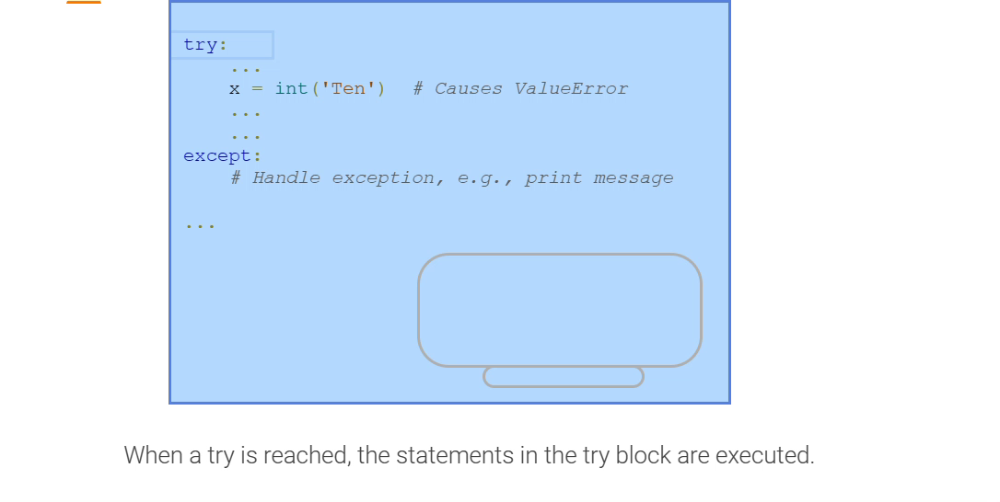 try:
...
x = int('Ten')  # Causes ValueError
...
...
except:
# Handle exception, e.g., print message
...
When a try is reached, the statements in the try block are executed.